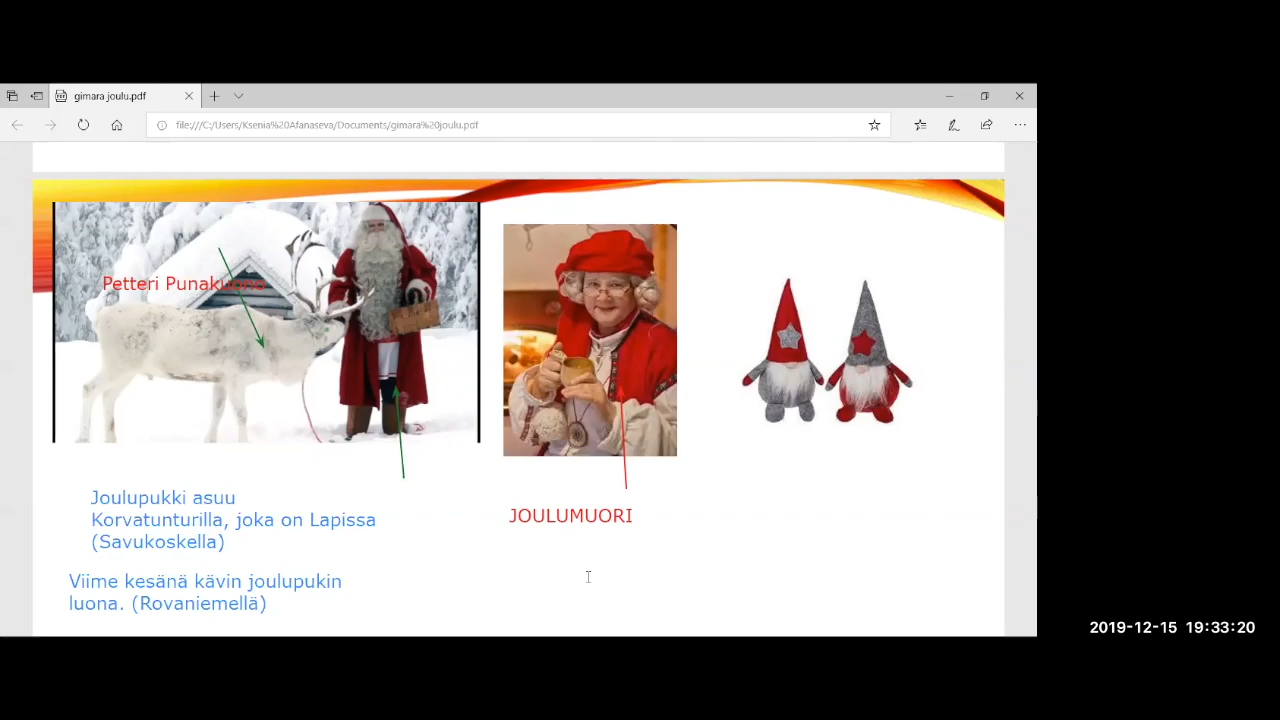 gimara joulu.pdf
file:///C:/Users/Ksenia%20Afanaseva/Documents/gimara%20joulu.pdf
Petteri Punakuono
Joulupukki asuu
Korvatunturilla, joka on Lapissa
(Savukoskella)
JOULUMUORI
Viime kesänä kävin joulupukin
luona. (Rovaniemellä)
2019-12-15 19:33:20